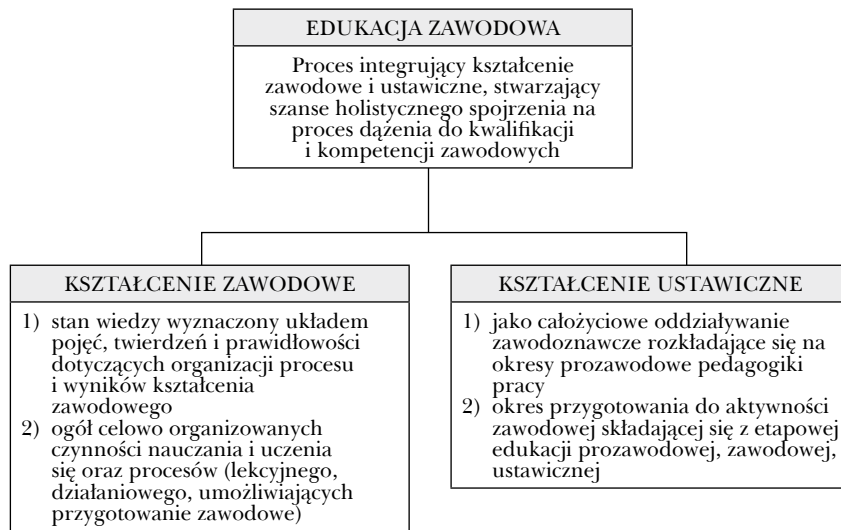 EDUKACJA ZAWODOWA
Proces integrujący kształcenie
zawodowe i ustawiczne, stwarzający
szanse holistycznego spojrzenia na
proces dążenia do kwalifikacji
i kompetencji zawodowych
KSZTAŁCENIE ZAWODOWE
1) stan wiedzy wyznaczony układem
pojęć, twierdzeń i prawidłowości
dotyczących organizacji procesu
i wyników kształcenia
zawodowego
2) ogół celowo organizowanych
czynności nauczania i uczenia
się oraz procesów (lekcyjnego,
działaniowego, umożliwiających
przygotowanie zawodowe)
KSZTAŁCENIE USTAWICZNE
1) jako całożyciowe oddziaływanie
zawodoznawcze rozkładające się na
okresy prozawodowe pedagogiki
pracy
2) okres przygotowania do aktywności
zawodowej składającej się z etapowej
edukacji prozawodowej, zawodowej,
ustawicznej